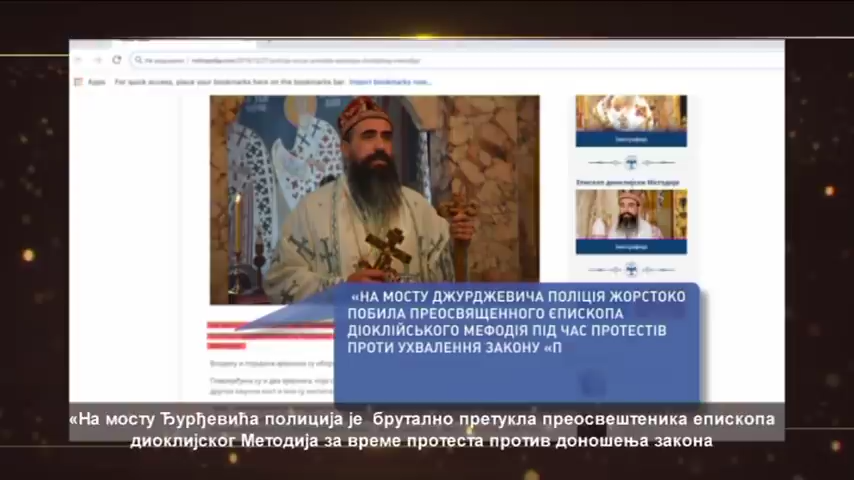 Apps
For quick access, place your bookmarks here on the bookmarks bar. Import bookmarks now...
Епископ диоклијски Методије
«НА МОСТУ ДЖУРДЖЕВИЧА ПОЛІЦІЯ ЖОРСТОКО
ПОБИЛА ПРЕОСВЯЩЕННОГО ЄПИСКОПА
ДІОКЛІЙСЬКОГО МЕФОДІЯ ПІД ЧАС ПРОТЕСТІВ
ПРОТИ УХВАЛЕННЯ ЗАКОНУ «П
«На мосту Ђурђевића полиција је брутално претукла преосвештеника епископа
диоклијског Методија за време протеста против доношења закона